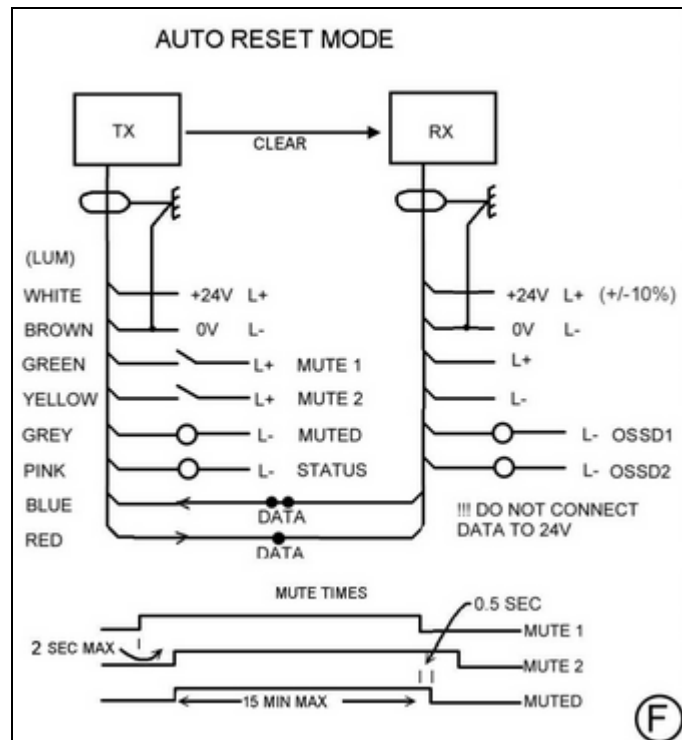 AUTO RESET MODE
TX
RX
CLEAR
(LUM)
WHITE +24V L+ +24V L+ (+/-10%)
BROWN 0V L- 0V L-
GREEN L+ MUTE 1 L+
YELLOW L+ MUTE 2 L-
GREY L- MUTED L- OSSD1
PINK L- STATUS L- OSSD2
BLUE DATA
!!! DO NOT CONNECT
DATA TO 24V
RED DATA
MUTE TIMES
0.5 SEC
MUTE 1
2 SEC MAX
MUTE 2
15 MIN MAX
MUTED
F